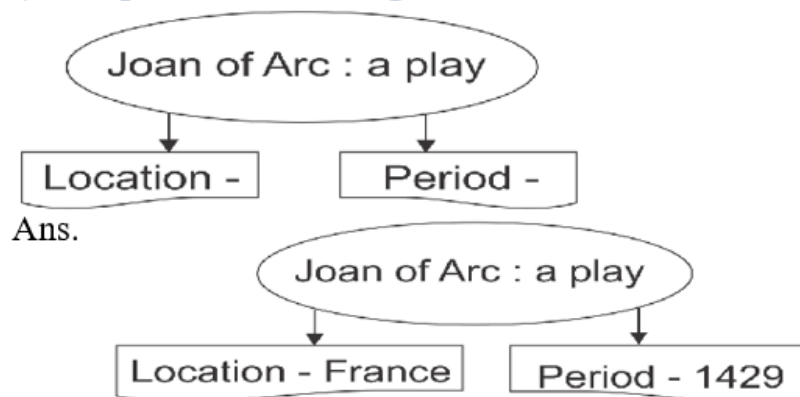 Joan of Arc : a play
Location -
Period -
Ans.
Joan of Arc : a play
Location - France
Period - 1429